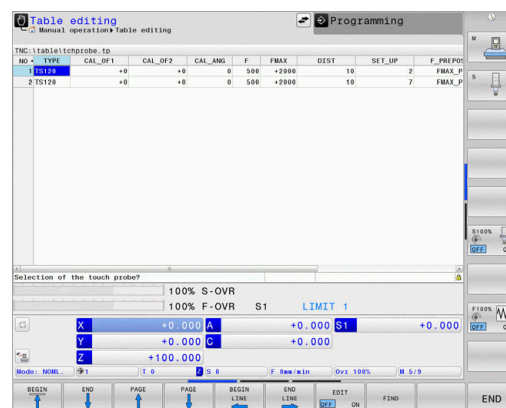 Table editing
Programming
Manual operation▸Table editing
TNC:\table\tchprobe.tp
NO TYPE CAL_OF1 CAL_OF2 CAL_ANG F FMAX DIST SET_UP F_PREPOS
1 TS120 +0 +0 0 500 +2000 10 2 FMAX_P
2 TS120 +0 +0 0 500 +2000 10 7 FMAX_P
Selection of the touch probe?
100% S-OVR
100% F-OVR S1 LIMIT 1
X +0.000 A +0.000 S1 +0.000
Y +0.000 C +0.000
Z +100.000
Mode: NOML. 1 T 0 Z S 0 F 0mm/min Ovr 100% M 5/9
M
S
S100%
OFF
F100%
OFF
BEGIN END PAGE PAGE BEGIN LINE END LINE EDIT OFF ON FIND END